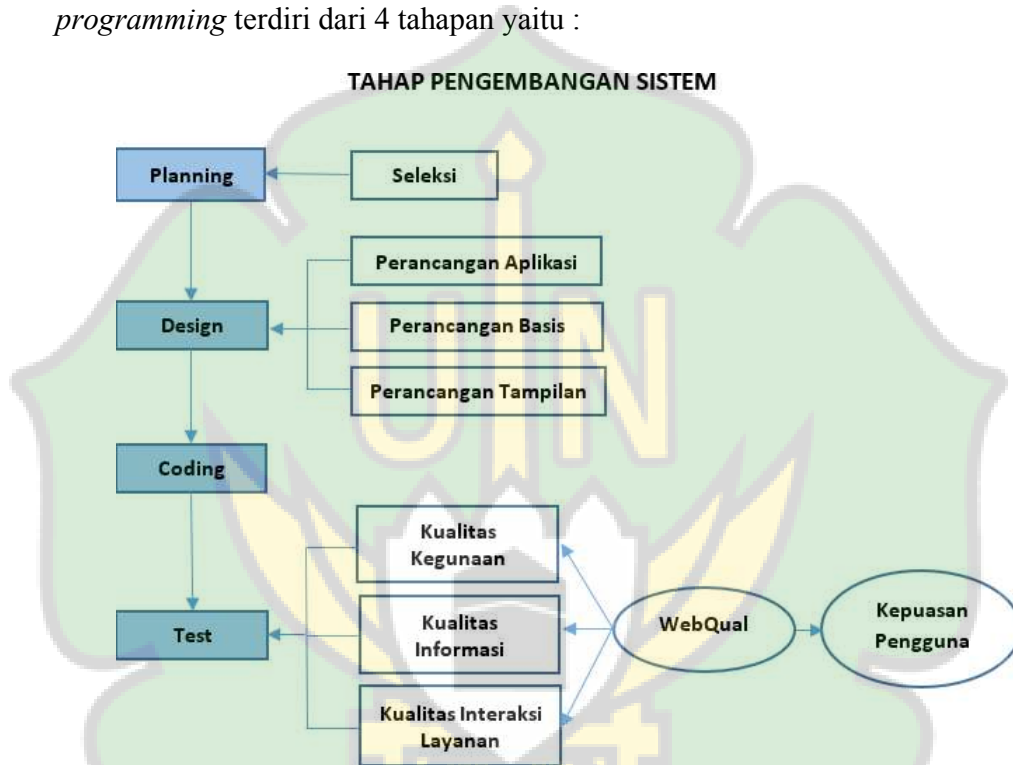 programming terdiri dari 4 tahapan yaitu :
TAHAP PENGEMBANGAN SISTEM
Planning
Seleksi
Perancangan Aplikasi
Design
Perancangan Basis
Perancangan Tampilan
Coding
Kualitas
Kegunaan
Test
Kualitas
Informasi
WebQual
Kepuasan
Pengguna
Kualitas Interaksi
Layanan
UIN